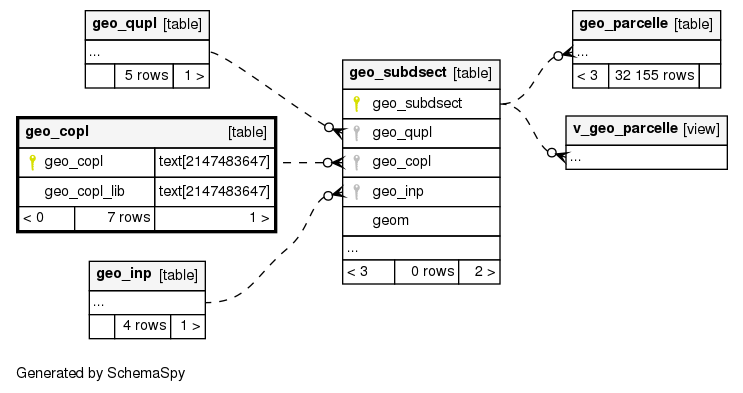 geo_qupl [table]
...
5 rows 1 >
geo_copl [table]
geo_copl text[2147483647]
geo_copl_lib text[2147483647]
< 0 7 rows 1 >
geo_inp [table]
...
4 rows 1 >
geo_subdsect [table]
geo_subdsect
geo_qupl
geo_copl
geo_inp
geom
...
< 3 0 rows 2 >
geo_parcelle [table]
...
< 3 32 155 rows
v_geo_parcelle [view]
...
Generated by SchemaSpy